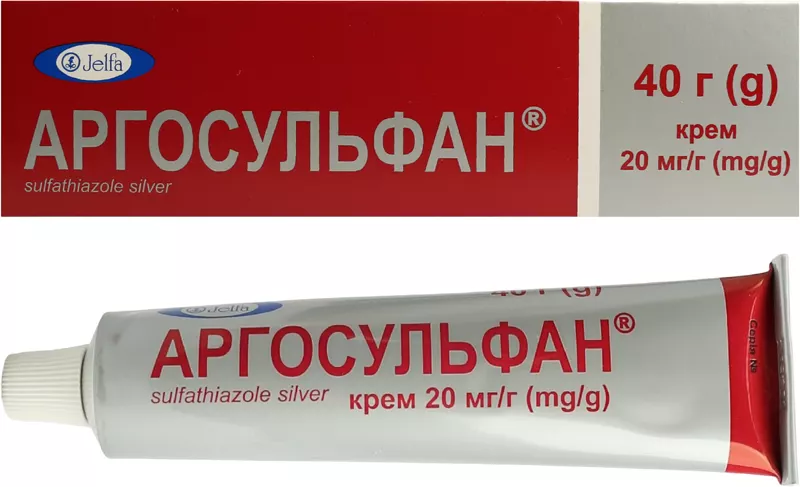 Jelfa
АРГОСУЛЬФАН®
sulfathiazole silver
40 г (g)
крем
20 мг/г (mg/g)
Jelfa
40 г (g)
АРГОСУЛЬФАН®
sulfathiazole silver крем 20 мг/г (mg/g)
Серія №